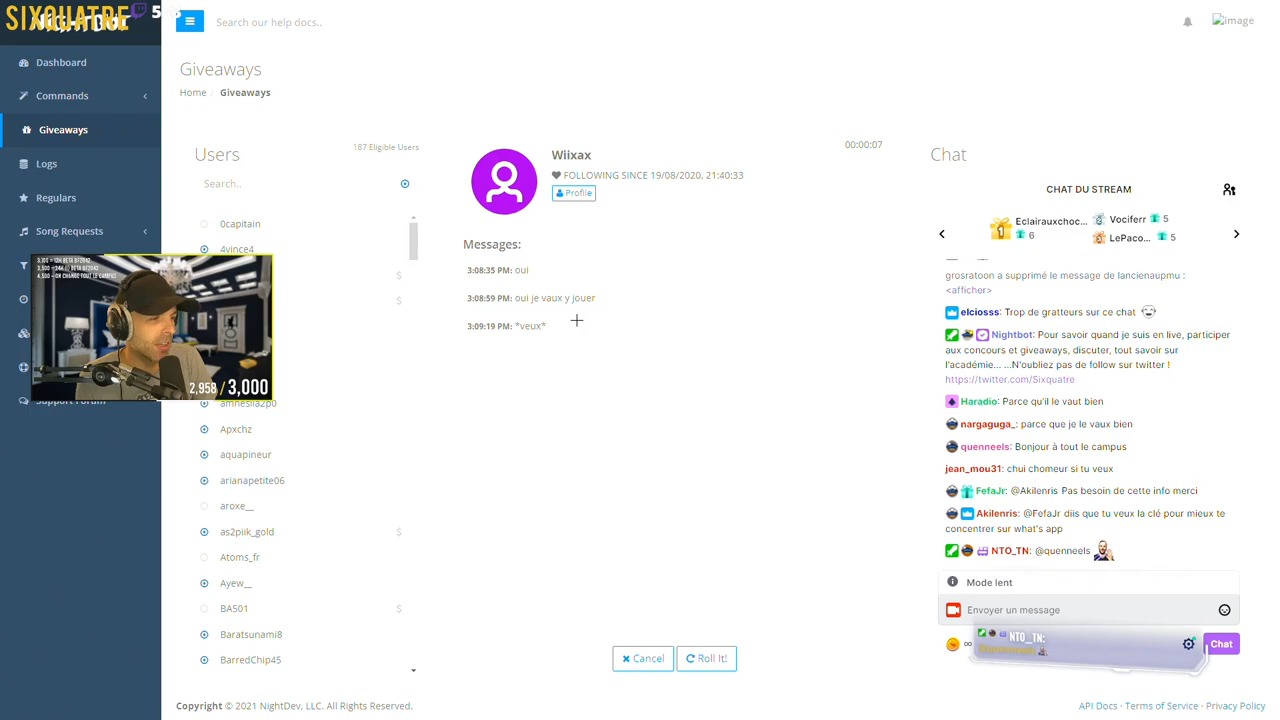 SIXQUATRE
NIGHTBOT
Search our help docs..
Image
Dashboard
Commands
Giveaways
Logs
Regulars
Song Requests
Support Forum
Giveaways
Home / Giveaways
Users
187 Eligible Users
Search..
0capitain
4vince4
$
$
amnesiia2p0
Apxchz
aquapineur
arianapetite06
aroxe__
as2piik_gold $
Atoms_fr
Ayew__
BA501 $
Baratsunami8
BarredChip45
2,958 / 3,000
Wiixax
FOLLOWING SINCE 19/08/2020, 21:40:33
Profile
00:00:07
Messages:
3:08:35 PM: oui
3:08:59 PM: oui je vaux y jouer
3:09:19 PM: *veux*
Cancel
Roll It!
Chat
CHAT DU STREAM
1 Eclairauxchoc... 6
2 Vociferr 5
3 LePaco... 5
grosratoon a supprimé le message de lancienaupmu :
<afficher>
elciosss: Trop de gratteurs sur ce chat
Nightbot: Pour savoir quand je suis en live, participer
aux concours et giveaways, discuter, tout savoir sur
l'académie... ...N'oubliez pas de follow sur twitter !
https://twitter.com/Sixquatre
Haradio: Parce qu'il le vaut bien
nargaguga_: parce que je le vaux bien
quenneels: Bonjour à tout le campus
jean_mou31: chui chomeur si tu veux
FefaJr: @Akilenris Pas besoin de cette info merci
Akilenris: @FefaJr diis que tu veux la clé pour mieux te
concentrer sur what's app
NTO_TN: @quenneels
Mode lent
Envoyer un message
NTO_TN:
Chat
Copyright © 2021 NightDev, LLC. All Rights Reserved.
API Docs · Terms of Service · Privacy Policy